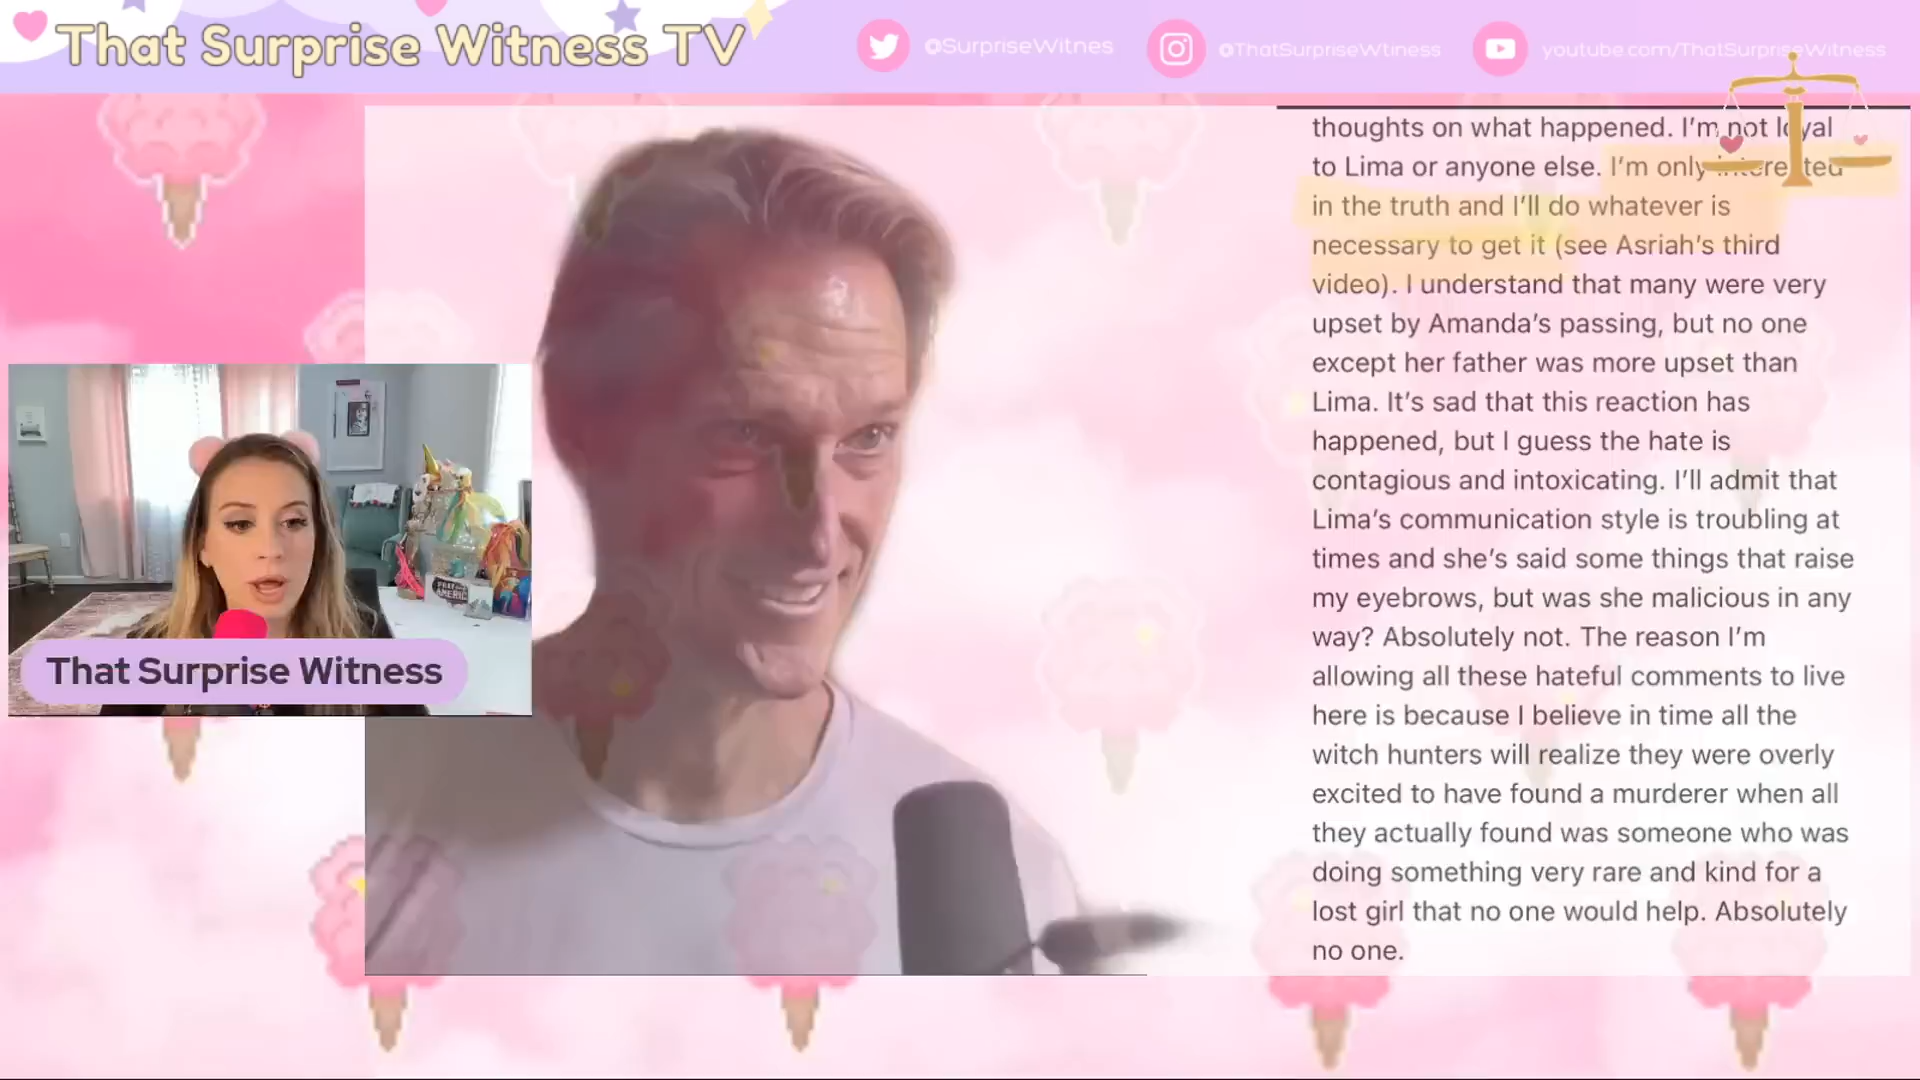 That Surprise Witness TV
@SurpriseWitnes
@ThatSurpriseWtiness
youtube.com/ThatSurpriseWitness
thoughts on what happened. I'm not loyal
to Lima or anyone else. I'm only interested
in the truth and I'll do whatever is
necessary to get it (see Asriah's third
video). I understand that many were very
upset by Amanda's passing, but no one
except her father was more upset than
Lima. It's sad that this reaction has
happened, but I guess the hate is
contagious and intoxicating. I'll admit that
Lima's communication style is troubling at
times and she's said some things that raise
my eyebrows, but was she malicious in any
way? Absolutely not. The reason I'm
allowing all these hateful comments to live
here is because I believe in time all the
witch hunters will realize they were overly
excited to have found a murderer when all
they actually found was someone who was
doing something very rare and kind for a
lost girl that no one would help. Absolutely
no one.
That Surprise Witness